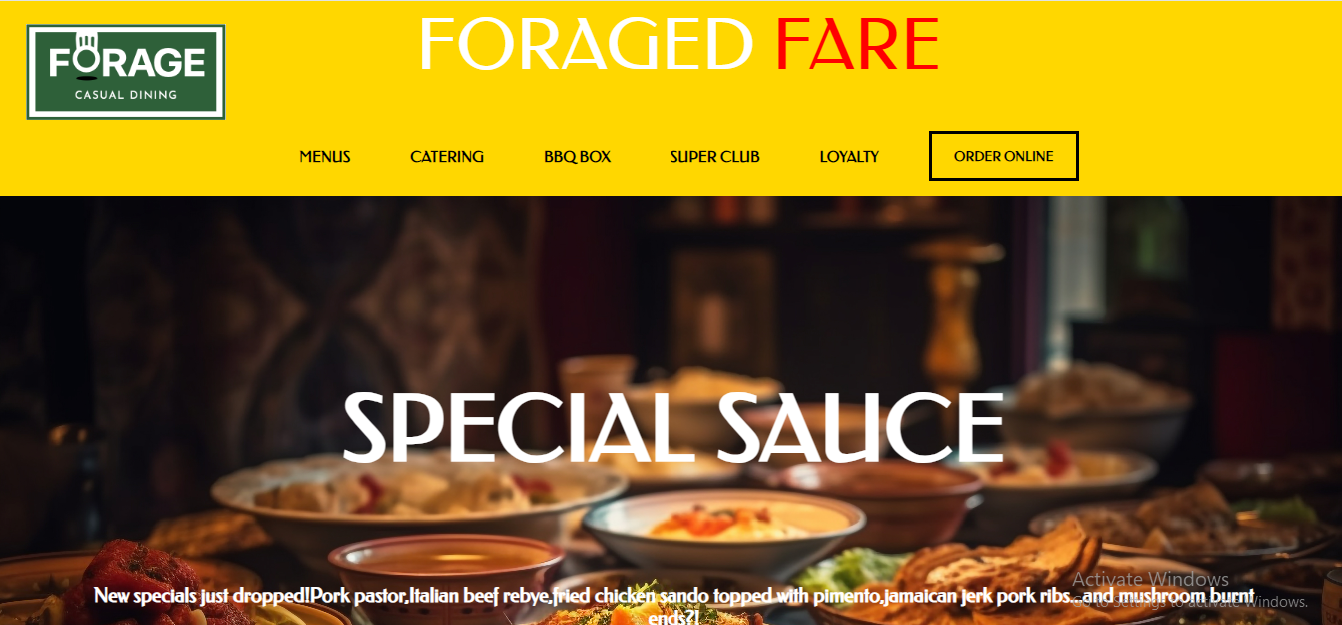 FORAGED FARE
FORAGE
CASUAL DINING
MENUS CATERING BBQ BOX SUPER CLUB LOYALTY ORDER ONLINE
SPECIAL SAUCE
New specials just dropped!Pork pastor,Italian beef rebye,fried chicken sando topped with pimento,jamaican jerk pork ribs...and mushroom burnt
ends?!
Activate Windows
Go to Settings to activate Windows.